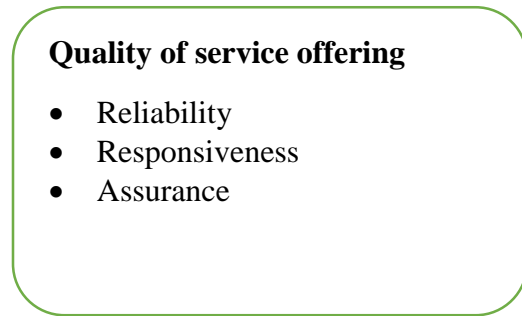 Quality of service offering
• Reliability
• Responsiveness
• Assurance